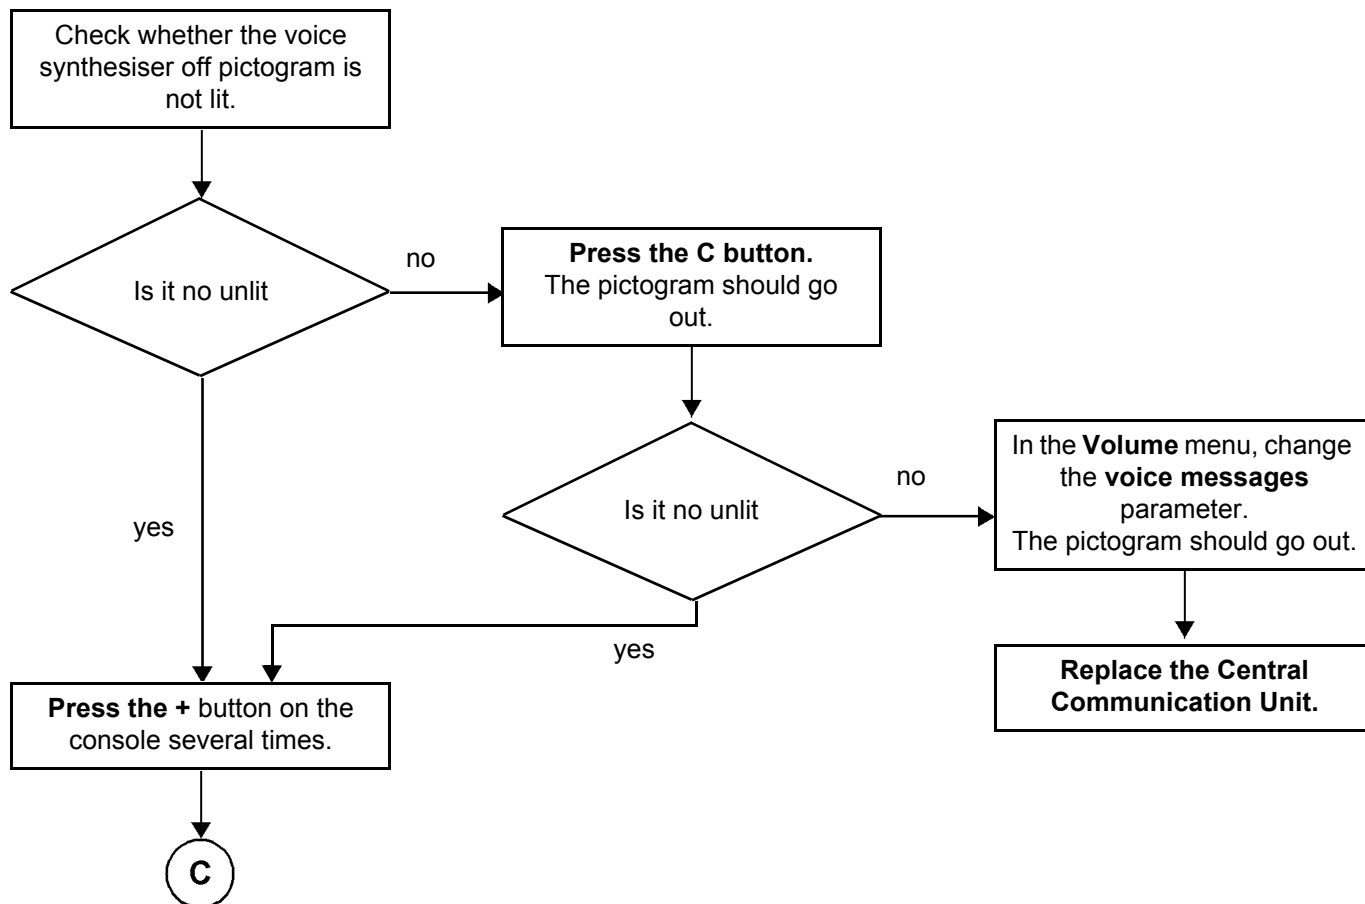 Check whether the voice
synthesiser off pictogram is
not lit.
Is it no unlit
no
Press the C button.
The pictogram should go
out.
yes
Is it no unlit
no
In the Volume menu, change
the voice messages
parameter.
The pictogram should go out.
yes
Replace the Central
Communication Unit.
Press the + button on the
console several times.
C